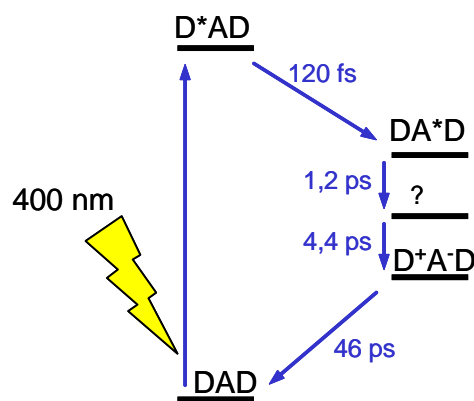 D*AD
120 fs
DA*D
1,2 ps
?
400 nm
4,4 ps
D⁺A⁻D
46 ps
DAD